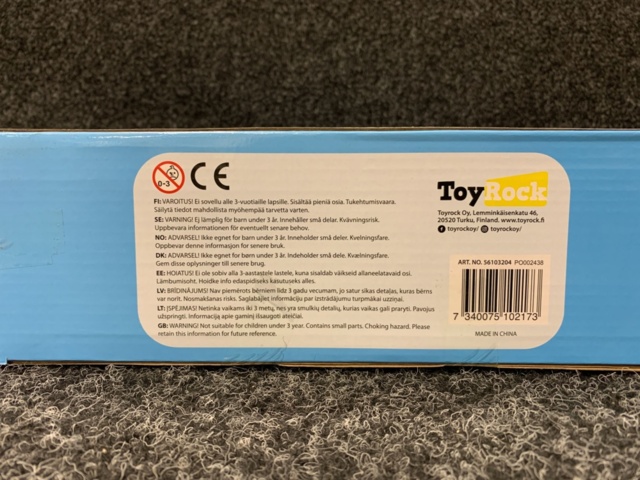 0-3
CE
FI: VAROITUS! Ei sovellu alle 3-vuotiaille lapsille. Sisältää pieniä osia. Tukehtumisvaara.
Säilytä tiedot mahdollista myöhempää tarvetta varten.
SE: VARNING! Ej lämplig för barn under 3 år. Innehåller små delar. Kvävningsrisk.
Uppbevara informationen för eventuellt senare behov.
NO: ADVARSEL! Ikke egnet for barn under 3 år. Inneholder små deler. Kvelningsfare.
Oppbevar denne informasjonen for senere bruk.
DK: ADVARSEL! Ikke egnet for børn under 3 år. Indeholder små dele. Kvælningsfare.
Gem disse oplysninger till senere brug.
EE: HOIATUS! Ei ole sobiv alla 3-aastastele lastele, kuna sisaldab väikseid allaneelatavaid osi.
Lämbumisoht. Hoidke info edaspidiseks kasutuseks alles.
LV: BRĪDINĀJUMS! Nav piemērots bērniem līdz 3 gadu vecumam, jo satur sīkas detaļas, kuras bērns
var norīt. Nosmakšanas risks. Saglabājiet informāciju par izstrādājumu turpmākai uzziņai.
LT: ĮSPĖJIMAS! Netinka vaikams iki 3 metų, nes yra smulkių detalių, kurias vaikas gali praryti. Pavojus
užspringti. Informaciją apie gaminį išsaugoti ateičiai.
GB: WARNING! Not suitable for children under 3 year. Contains small parts. Choking hazard. Please
retain this information for future reference.
ToyRock
Toyrock Oy, Lemminkäisenkatu 46,
20520 Turku, Finland. www.toyrock.fi
toyrockoy/ toyrockoy/
ART. NO. 56103204 PO002438
7 340075 102173
MADE IN CHINA